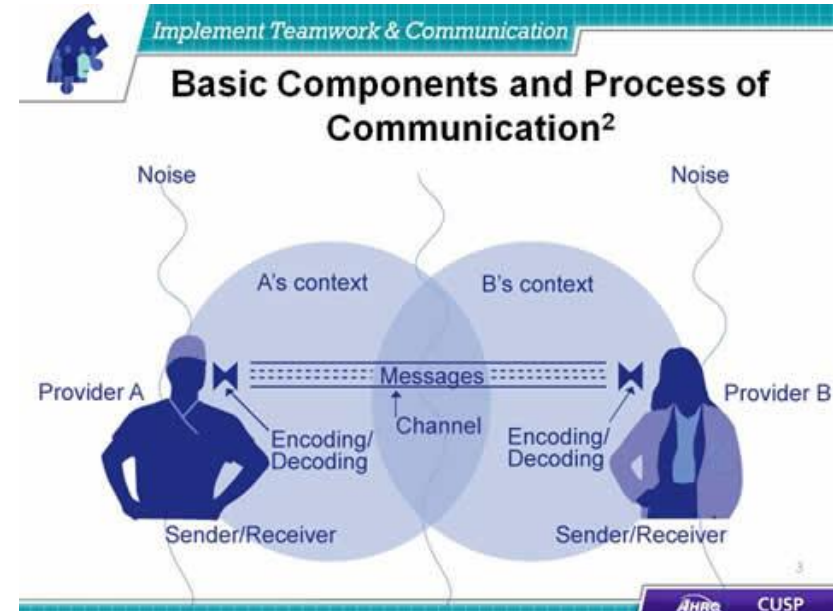 Implement Teamwork & Communication
Basic Components and Process of
Communication²
Noise
Noise
A's context
B's context
Provider A
Messages
Provider B
Channel
Encoding/
Decoding
Encoding/
Decoding
Sender/Receiver
Sender/Receiver
3
AHRQ
CUSP